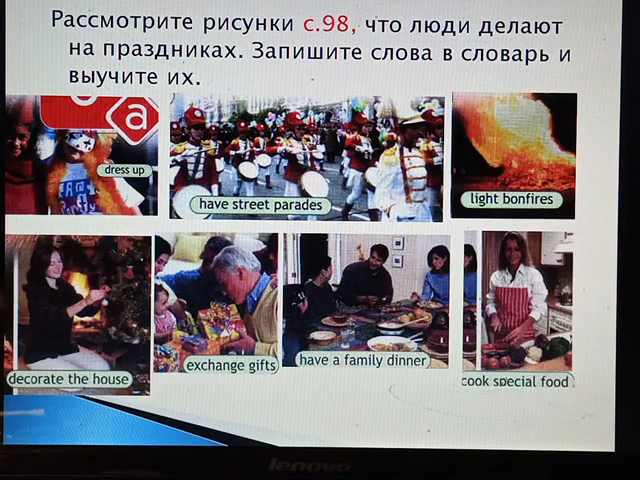 Рассмотрите рисунки с.98, что люди делают
на праздниках. Запишите слова в словарь и
выучите их.
a
dress up
have street parades
light bonfires
decorate the house
exchange gifts
have a family dinner
cook special food
lenovo